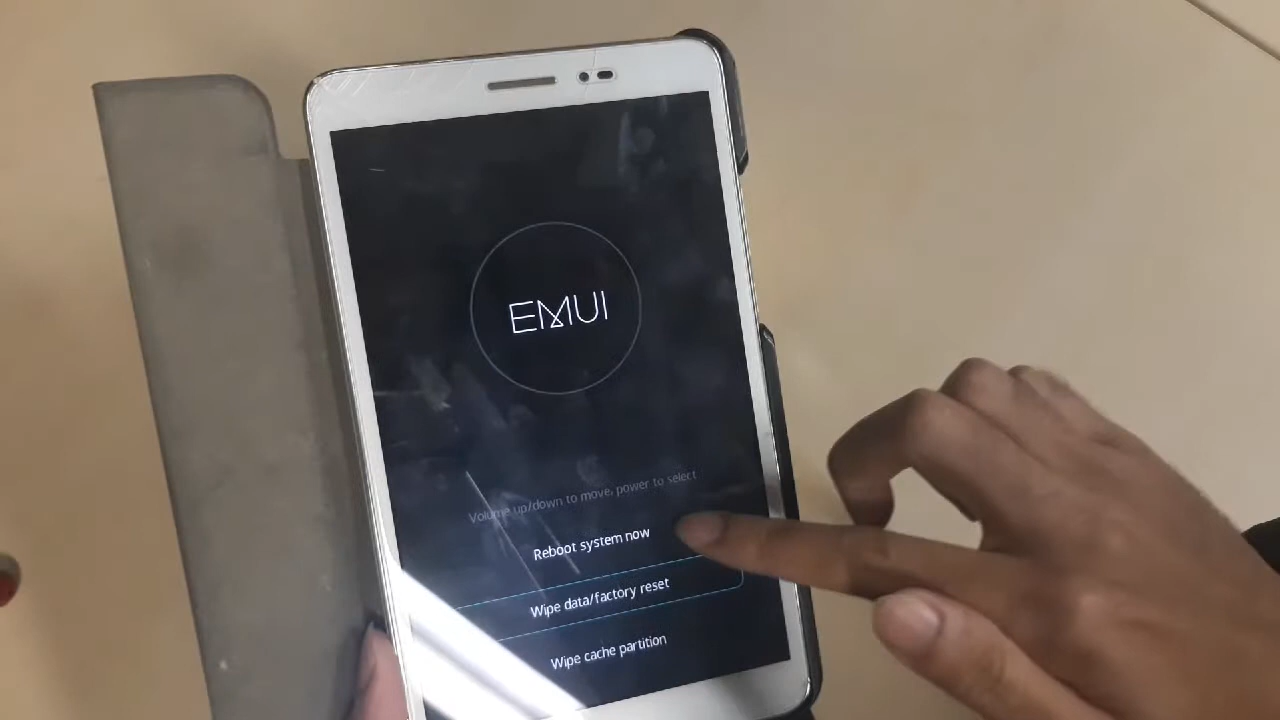 EMUI
Volume up/down to move, power to select
Reboot system now
Wipe data/factory reset
Wipe cache partition